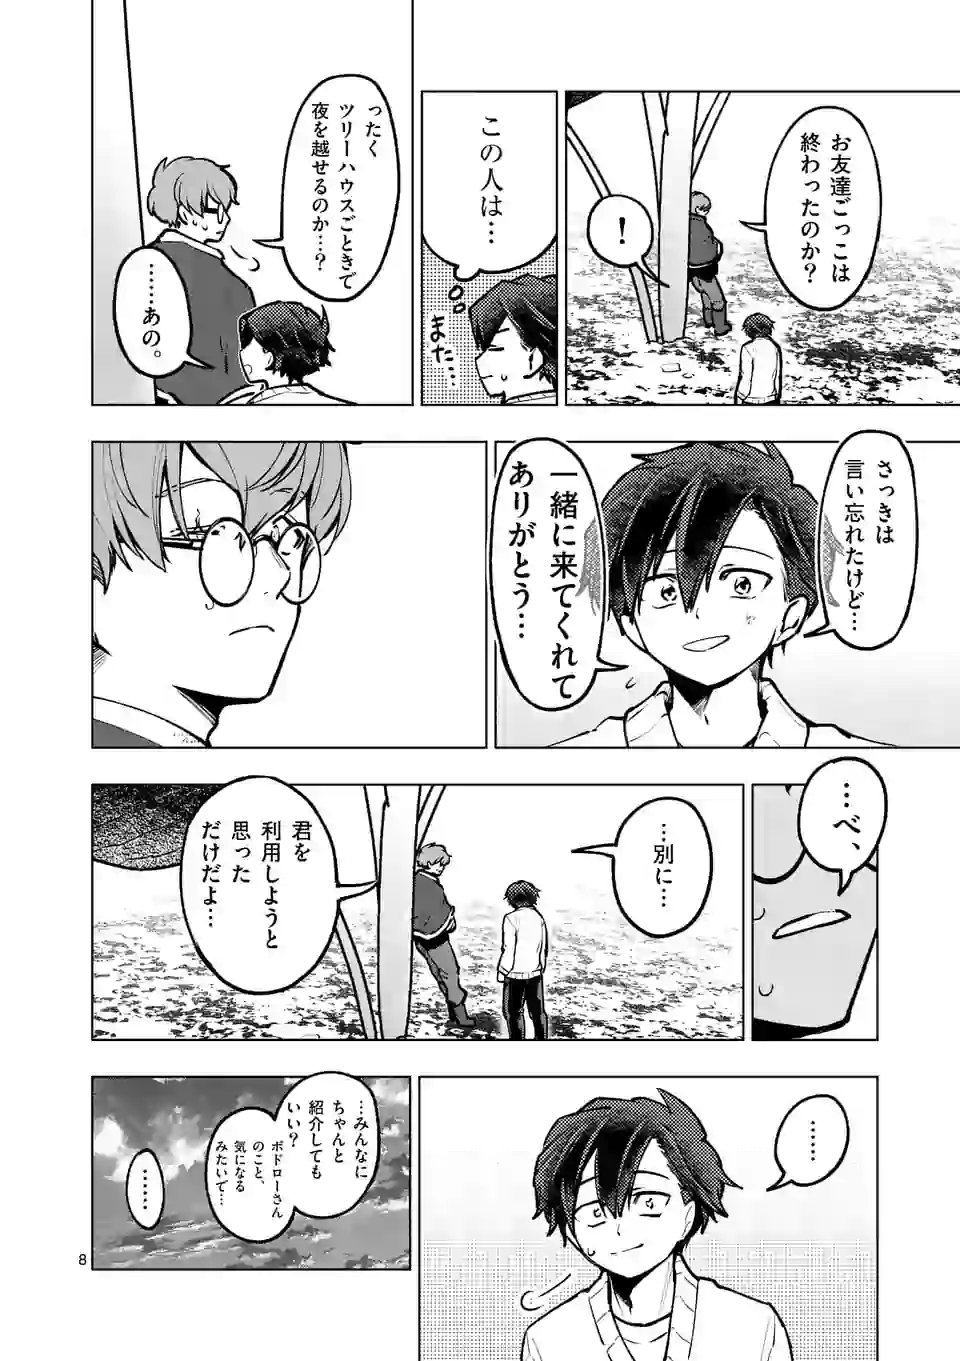 お友達ごっこは
終わったのか?
!
この人は…
また…
ったく
ツリーハウスごときで
夜を越せるのか…?
……あの。
さっきは
言い忘れたけど…
一緒に来てくれて
ありがとう…
…べ、
…別に…
君を
利用しようと
思った
だけだよ…
……
…みんなに
ちゃんと
紹介しても
いい?
ボドローさん
のこと、
気になる
みたいで…
……
8